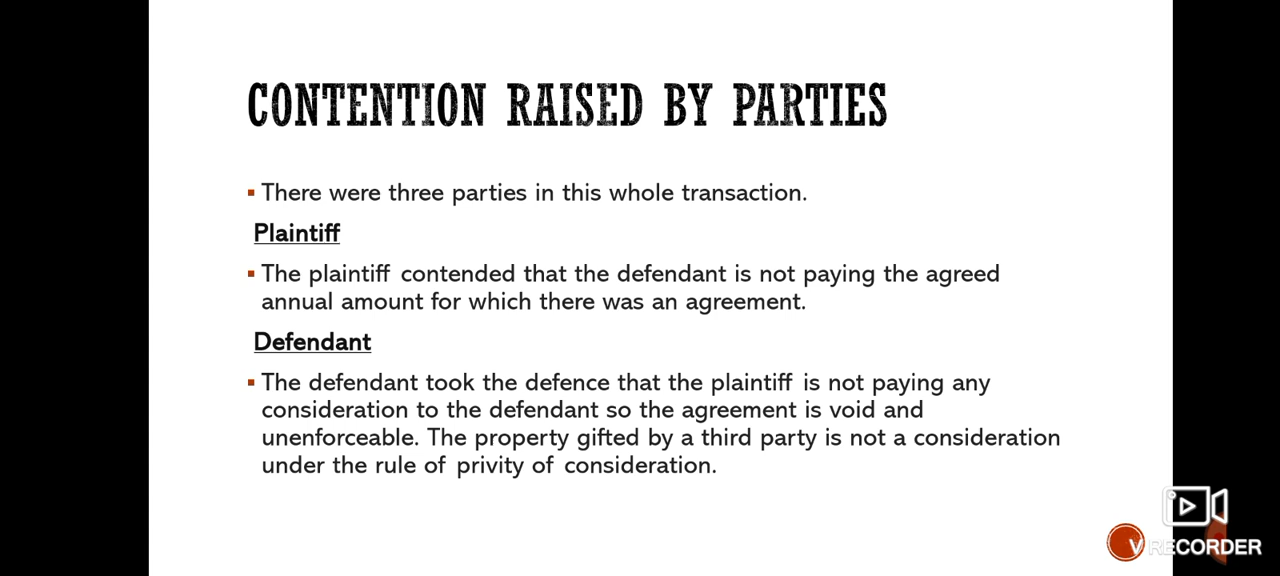 CONTENTION RAISED BY PARTIES
▪ There were three parties in this whole transaction.
Plaintiff
▪ The plaintiff contended that the defendant is not paying the agreed
annual amount for which there was an agreement.
Defendant
▪ The defendant took the defence that the plaintiff is not paying any
consideration to the defendant so the agreement is void and
unenforceable. The property gifted by a third party is not a consideration
under the rule of privity of consideration.
V RECORDER